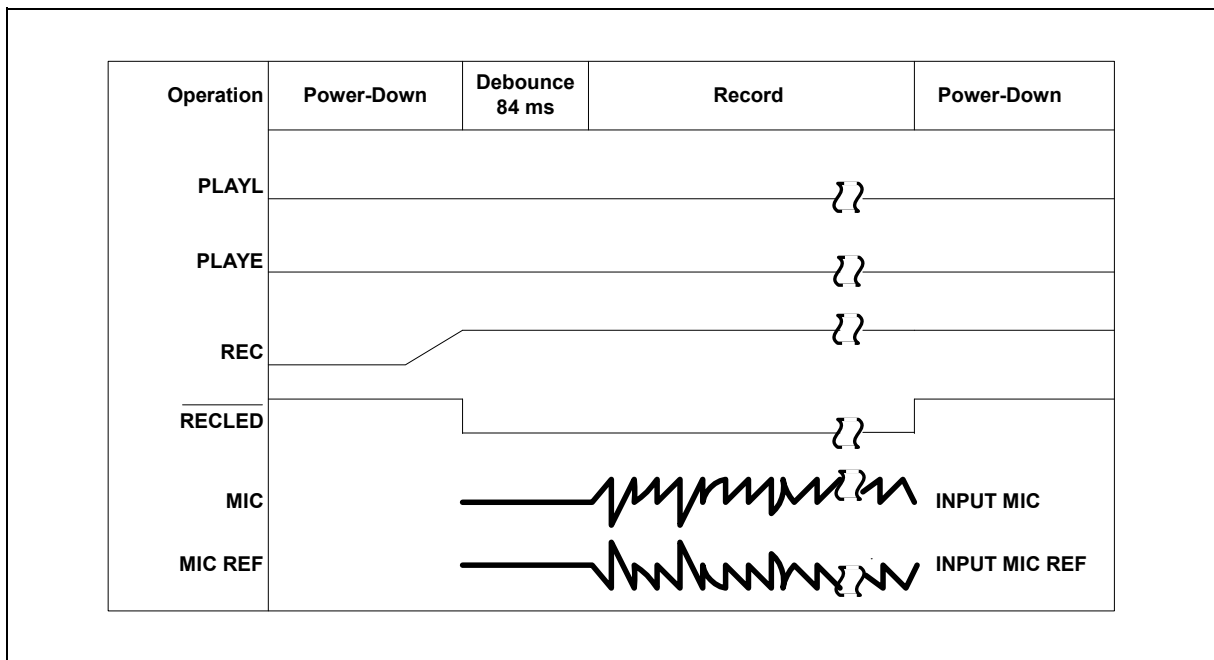 Operation Power-Down Debounce 84 ms Record Power-Down
PLAYL
PLAYE
REC
RECLED
MIC INPUT MIC
MIC REF INPUT MIC REF